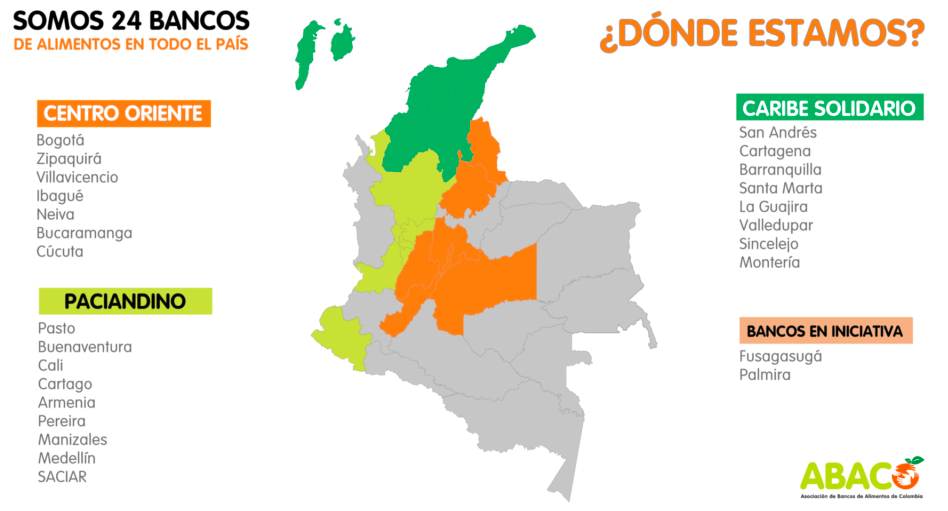 SOMOS 24 BANCOS
DE ALIMENTOS EN TODO EL PAÍS
¿DÓNDE ESTAMOS?
CENTRO ORIENTE
Bogotá
Zipaquirá
Villavicencio
Ibagué
Neiva
Bucaramanga
Cúcuta
PACIANDINO
Pasto
Buenaventura
Cali
Cartago
Armenia
Pereira
Manizales
Medellín
SACIAR
CARIBE SOLIDARIO
San Andrés
Cartagena
Barranquilla
Santa Marta
La Guajira
Valledupar
Sincelejo
Montería
BANCOS EN INICIATIVA
Fusagasugá
Palmira
ABACO
Asociación de Bancos de Alimentos de Colombia